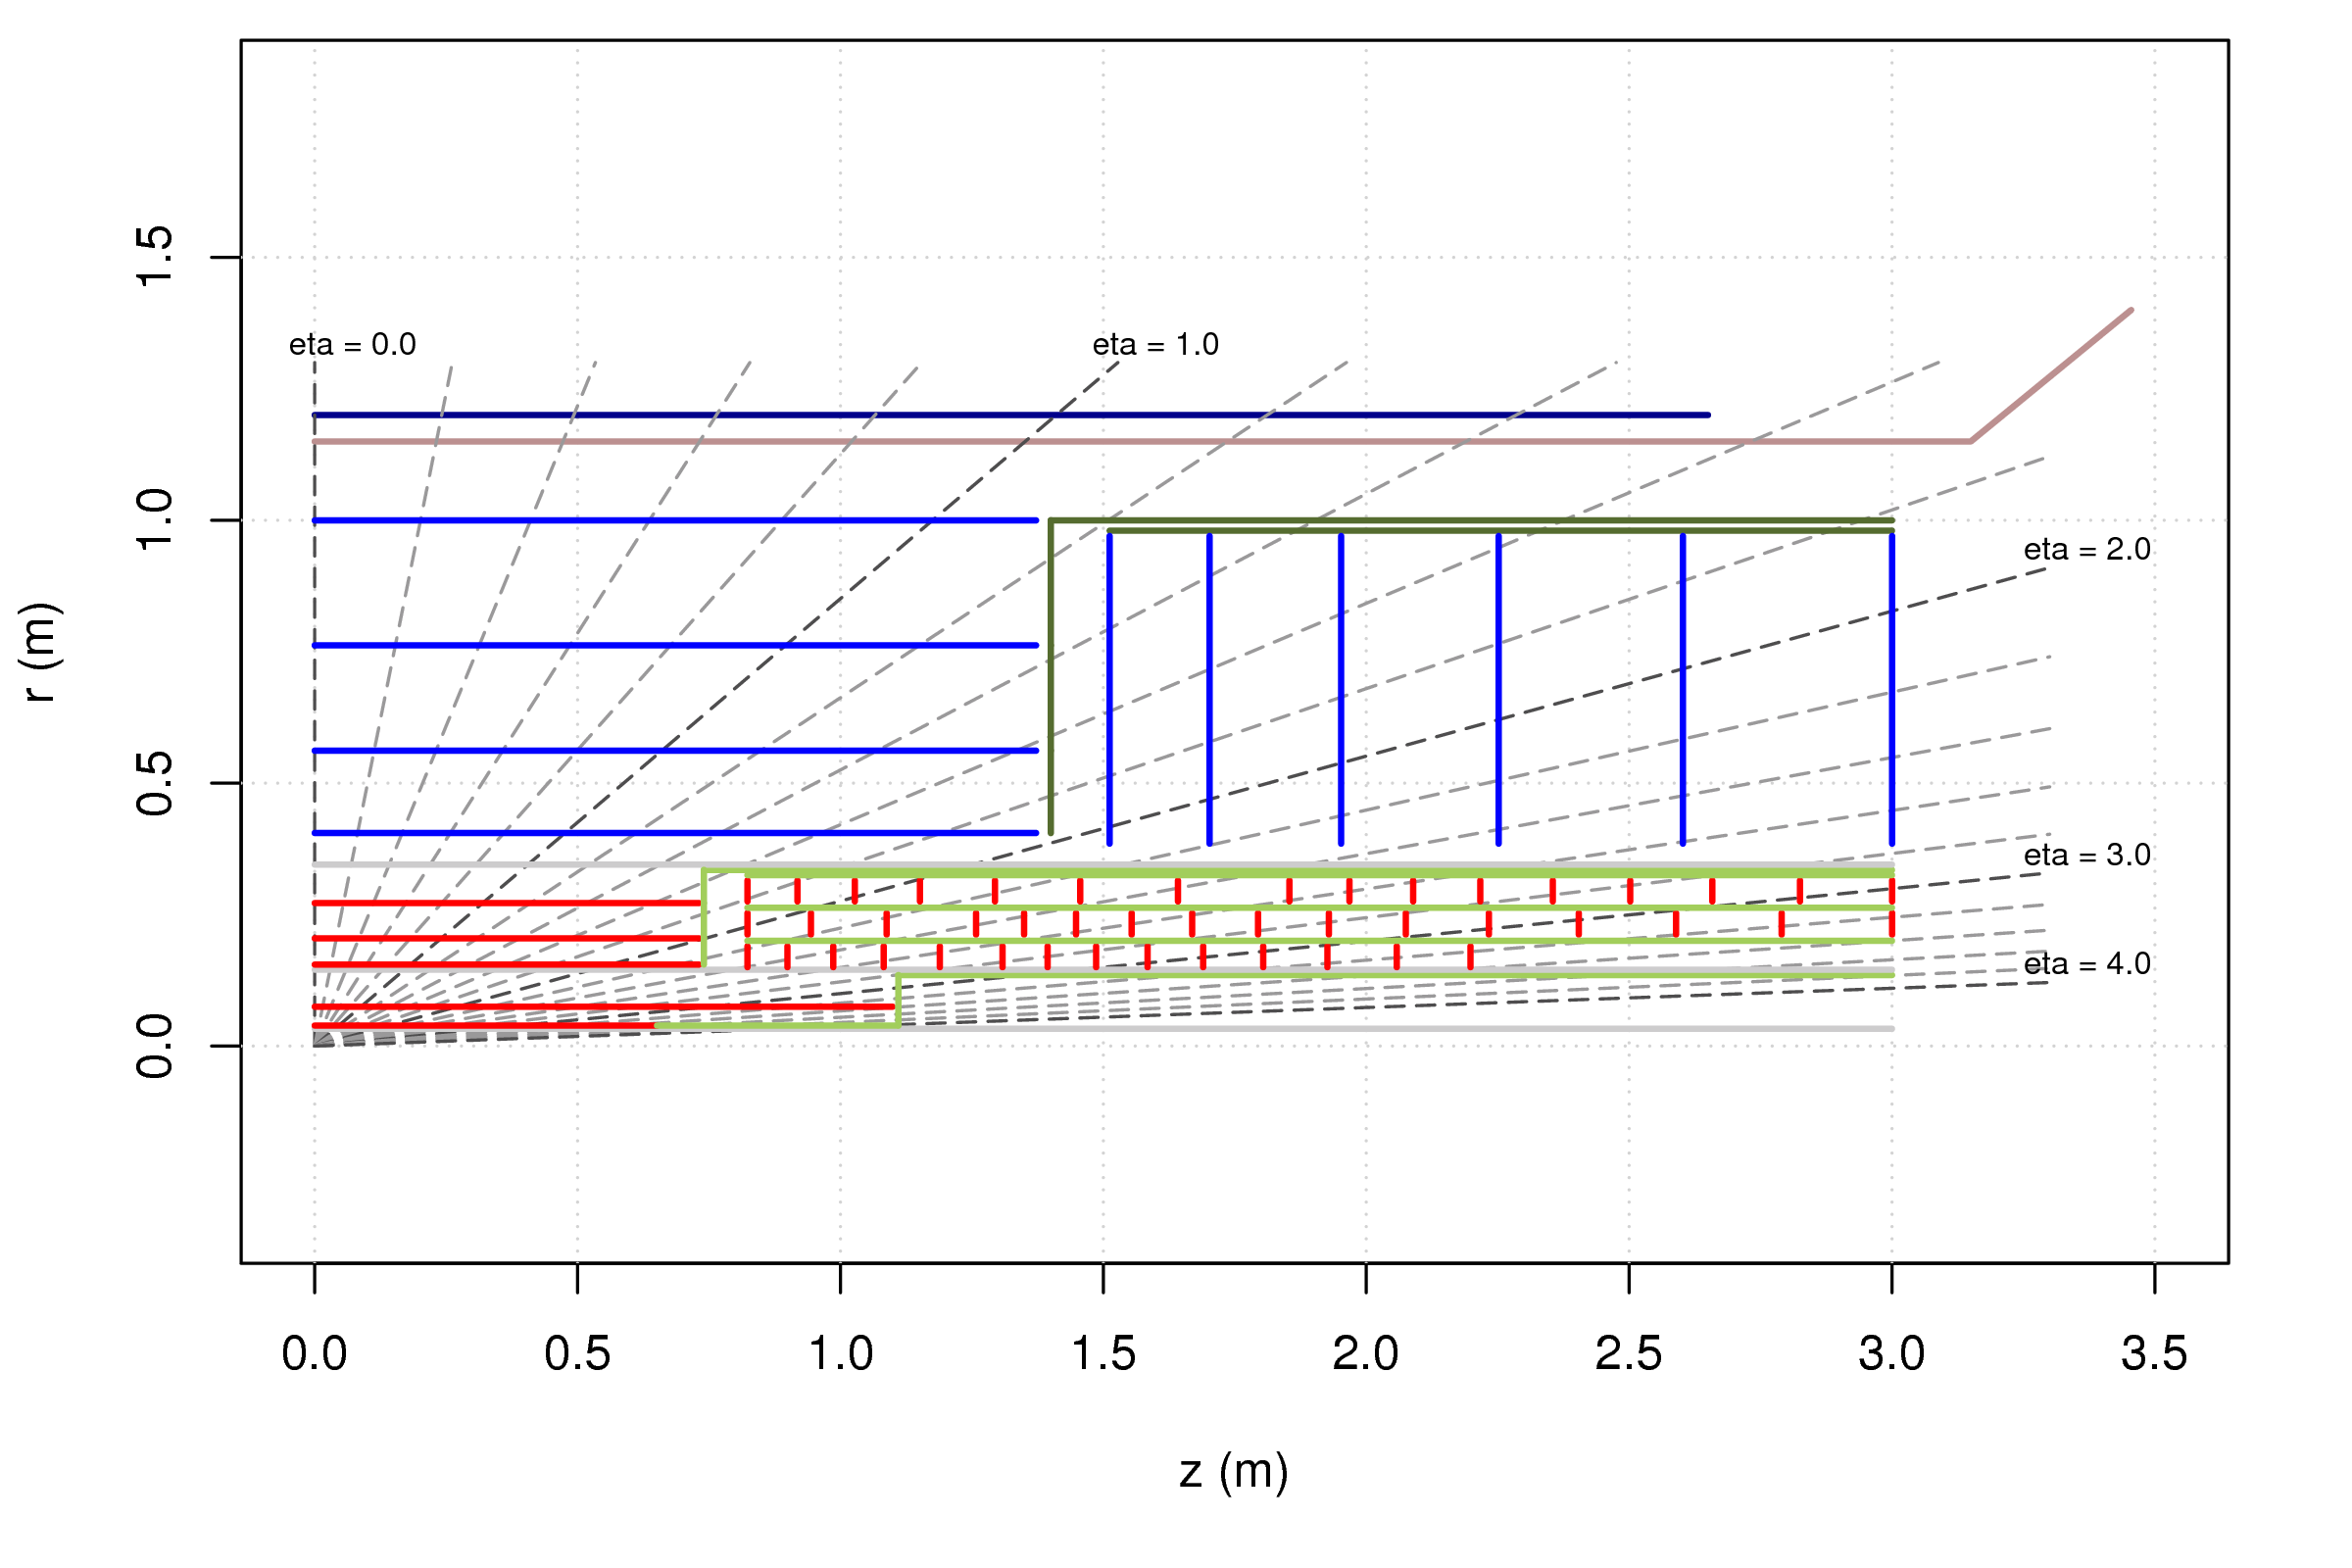 1.5
eta = 0.0
eta = 1.0
1.0
eta = 2.0
r (m)
0.5
eta = 3.0
eta = 4.0
0.0
0.0 0.5 1.0 1.5 2.0 2.5 3.0 3.5
z (m)